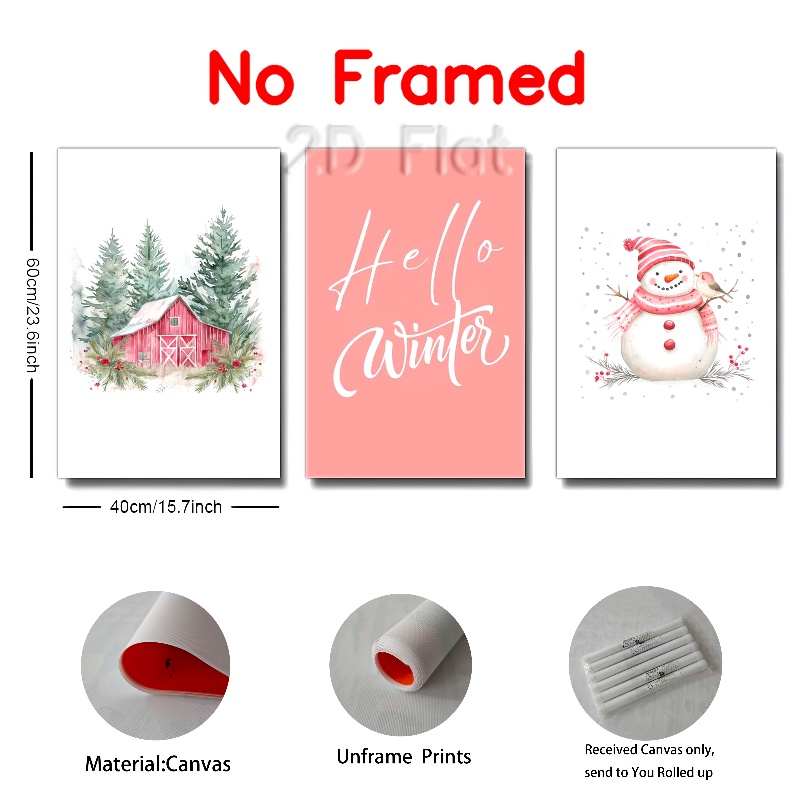 No Framed
2D Flat
Hello
Winter
60cm/23.6inch
40cm/15.7inch
Material:Canvas
Unframe Prints
Received Canvas only,
send to You Rolled up